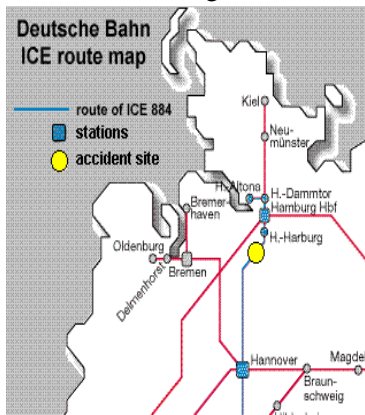 Deutsche Bahn
ICE route map
route of ICE 884
stations
accident site
Kiel
Neu-
münster
H.-Altona
H.-Dammtor
Hamburg Hbf
Bremer-
haven
H.-Harburg
Oldenburg
Delmenhorst
Bremen
Hannover
Magde
Braun-
schweig